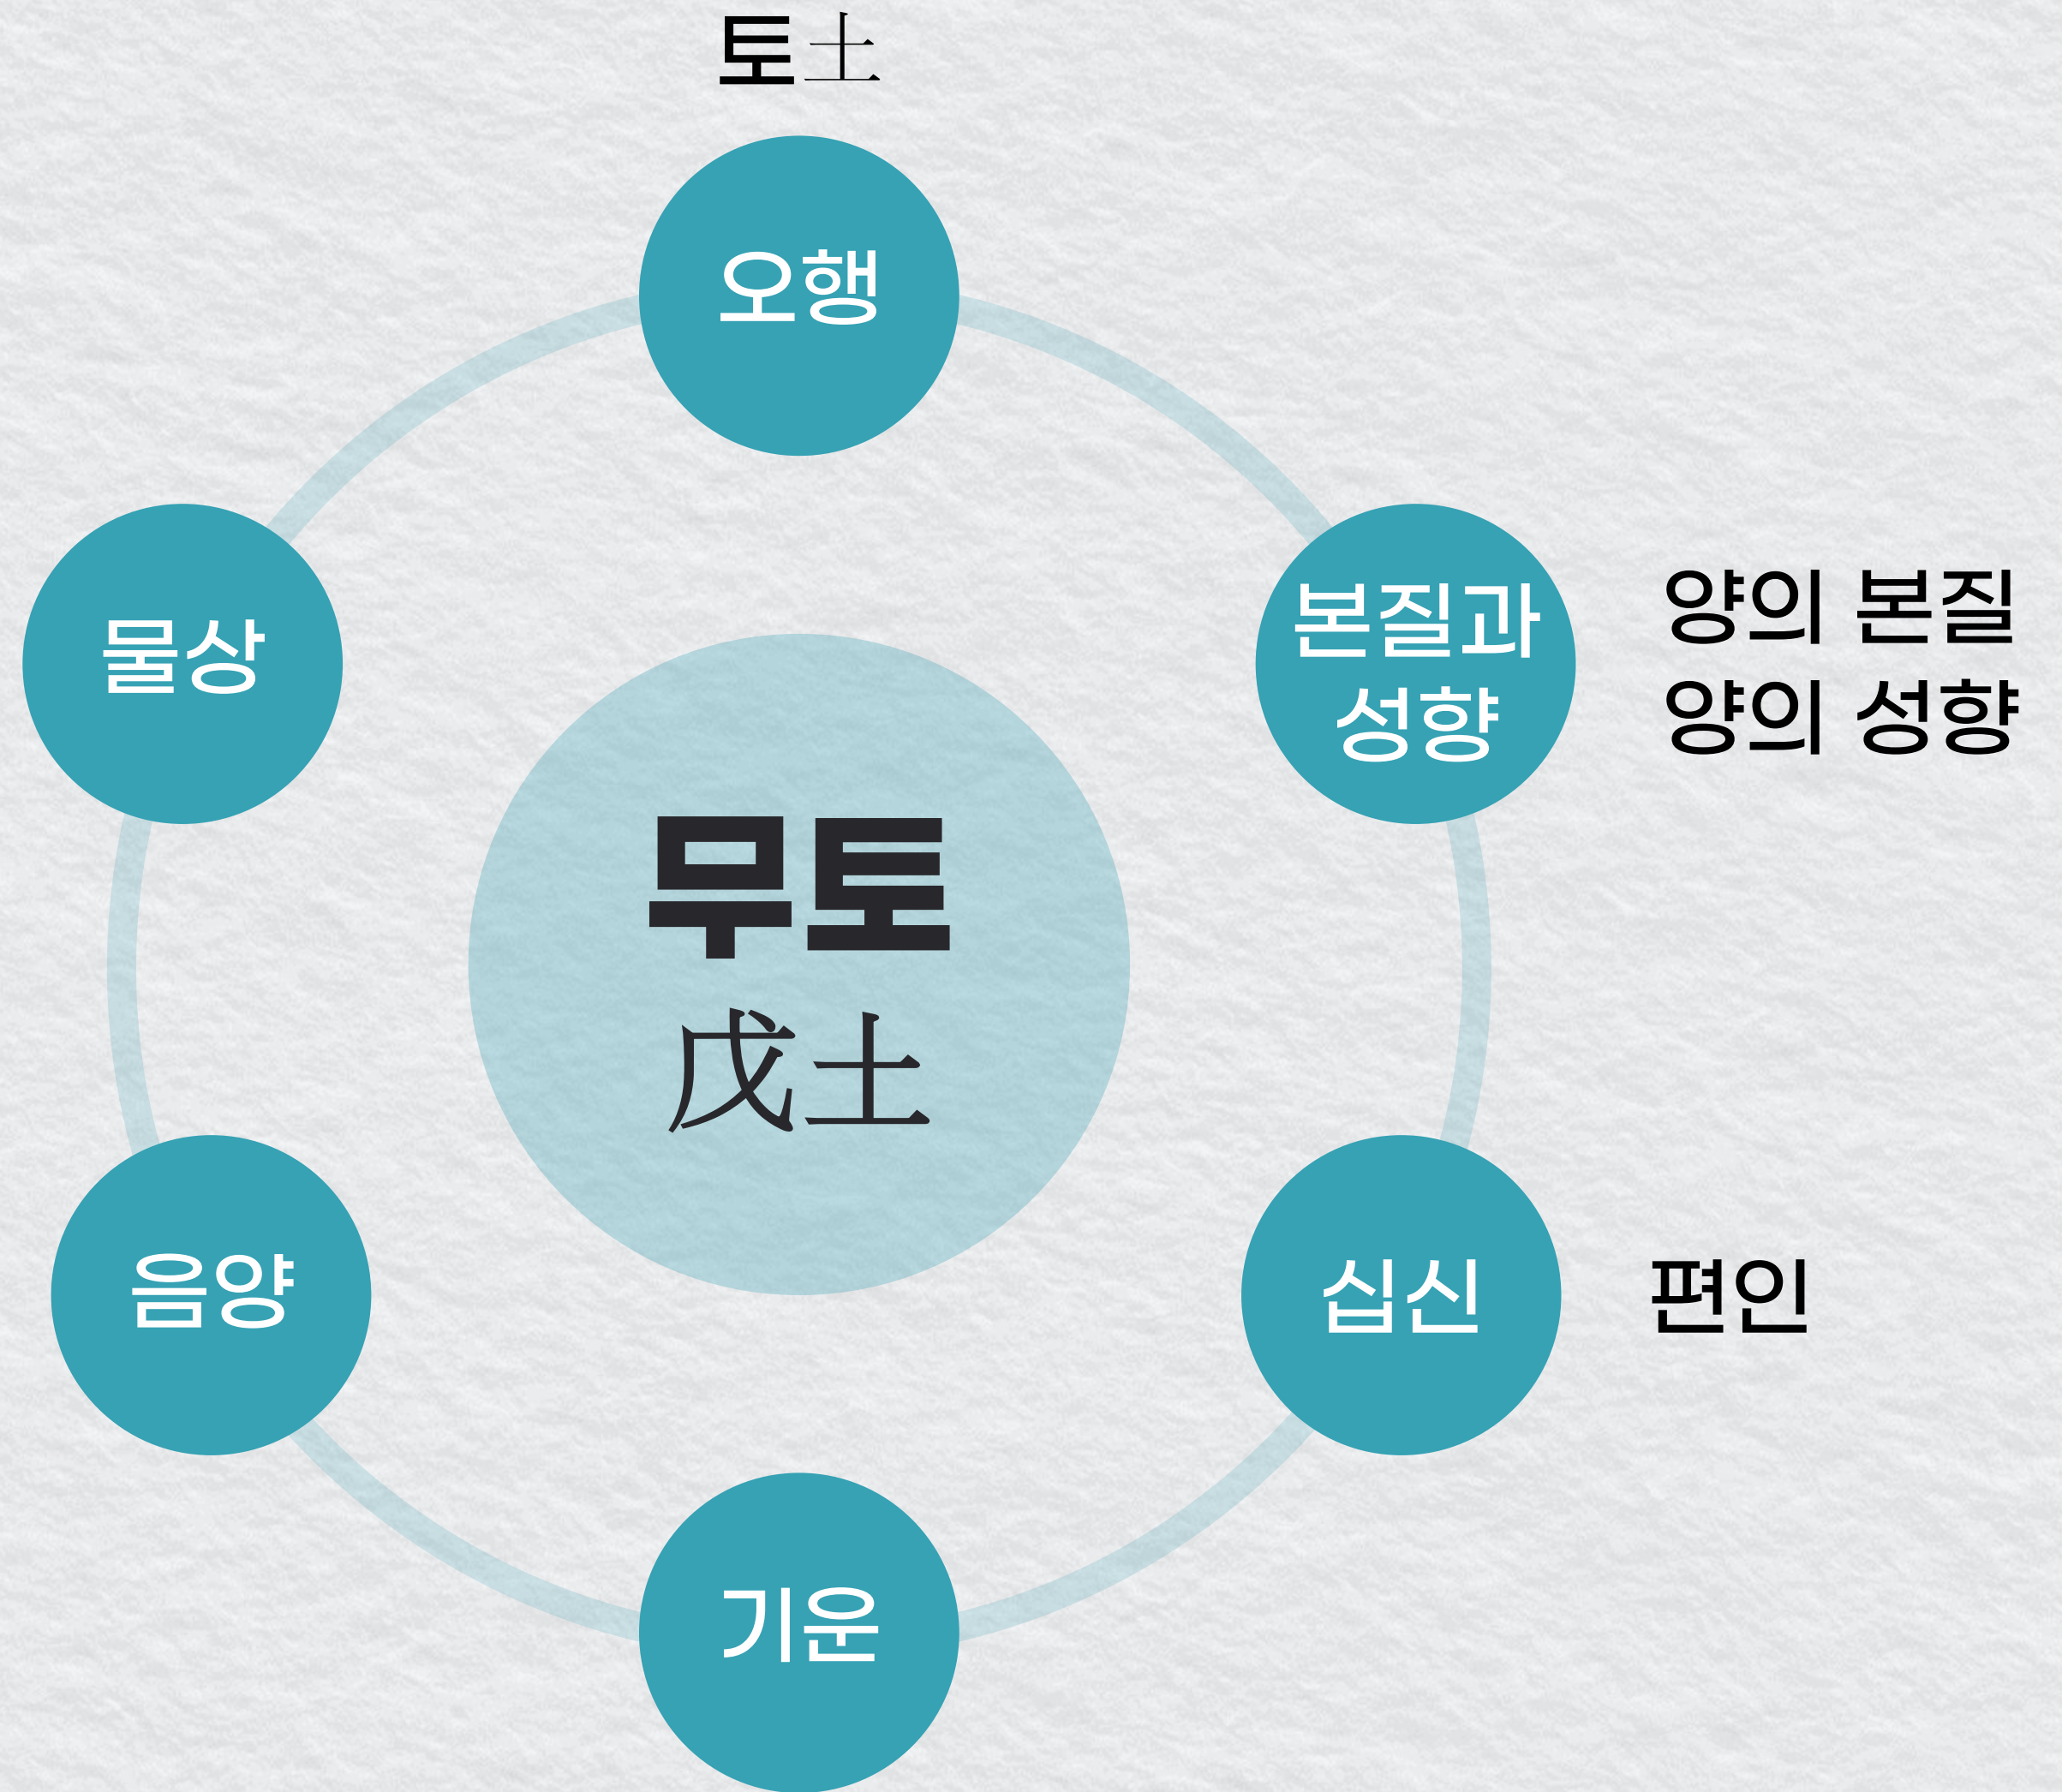 토土
오행
물상
본질과
성향
양의 본질
양의 성향
무토
戊土
음양
십신
편인
기운